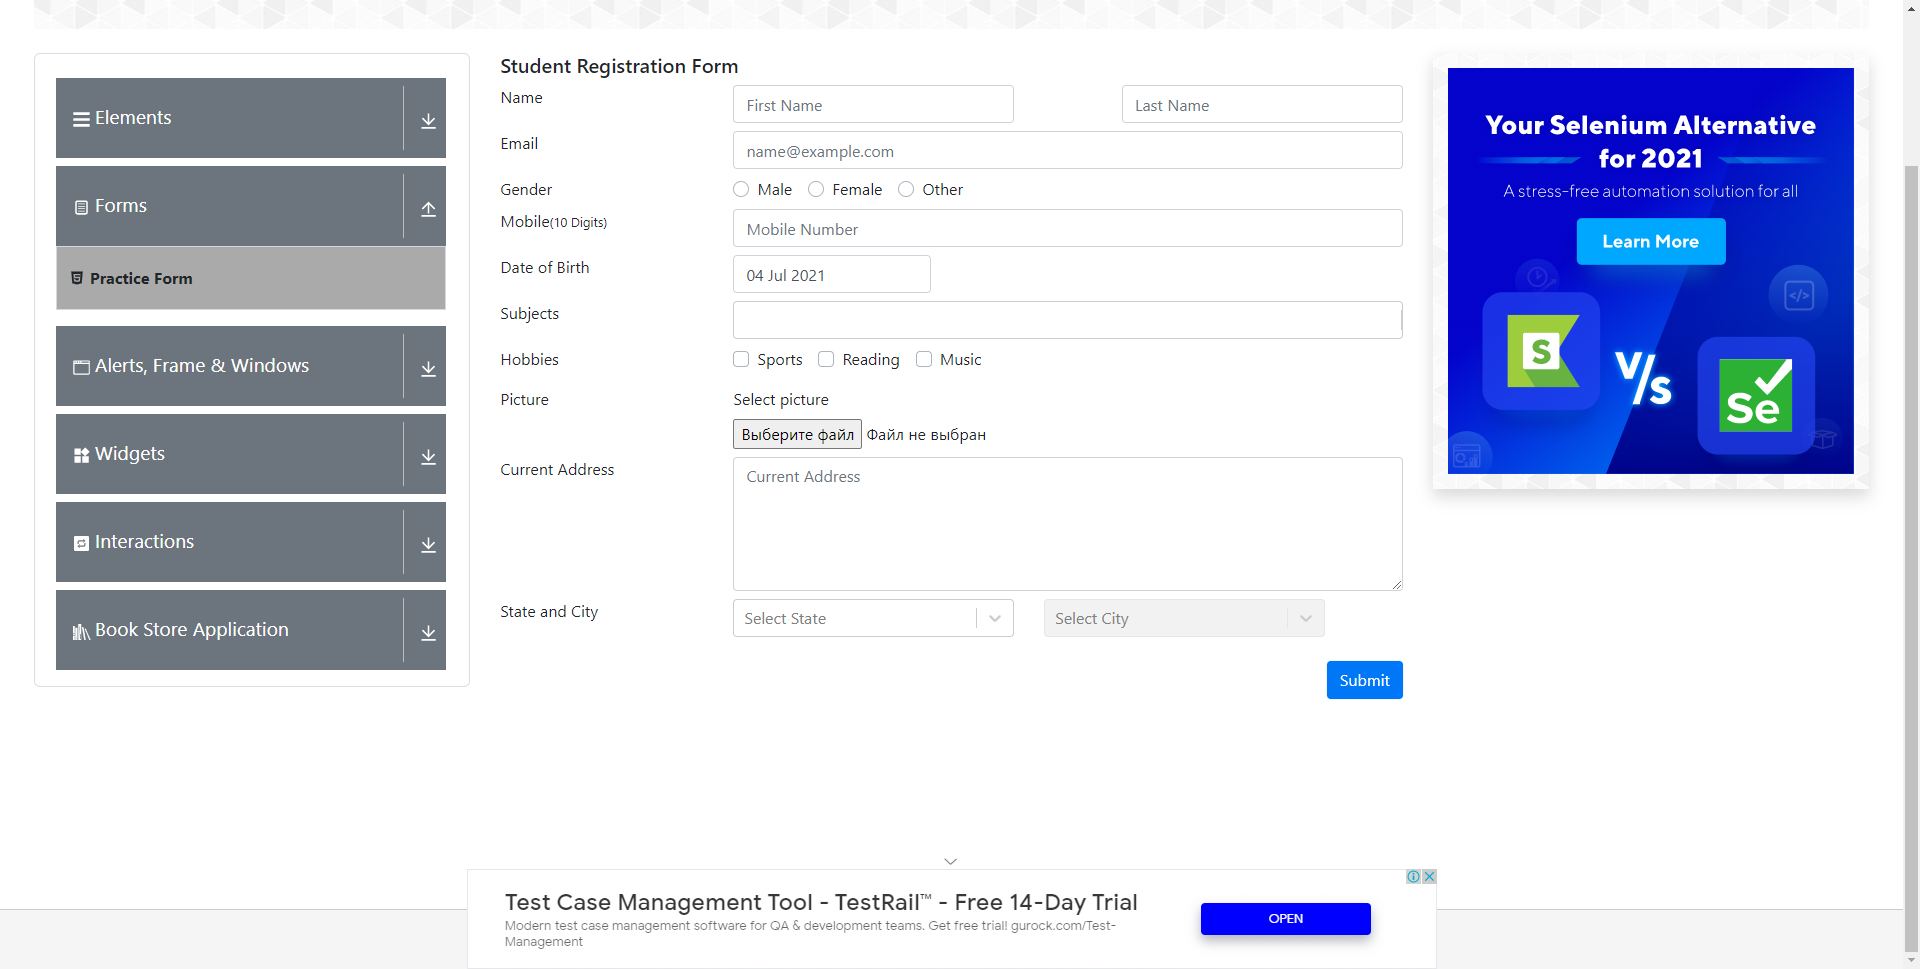 Elements
Forms
Practice Form
Alerts, Frame & Windows
Widgets
Interactions
Book Store Application
Student Registration Form
Name
First Name
Last Name
Email
name@example.com
Gender
Male
Female
Other
Mobile(10 Digits)
Mobile Number
Date of Birth
04 Jul 2021
Subjects
Hobbies
Sports
Reading
Music
Picture
Select picture
Выберите файл Файл не выбран
Current Address
Current Address
State and City
Select State
Select City
Submit
Your Selenium Alternative
for 2021
A stress-free automation solution for all
Learn More
</>
S
V/s
Se
Test Case Management Tool - TestRail™ - Free 14-Day Trial
Modern test case management software for QA & development teams. Get free trial! gurock.com/Test-
Management
OPEN